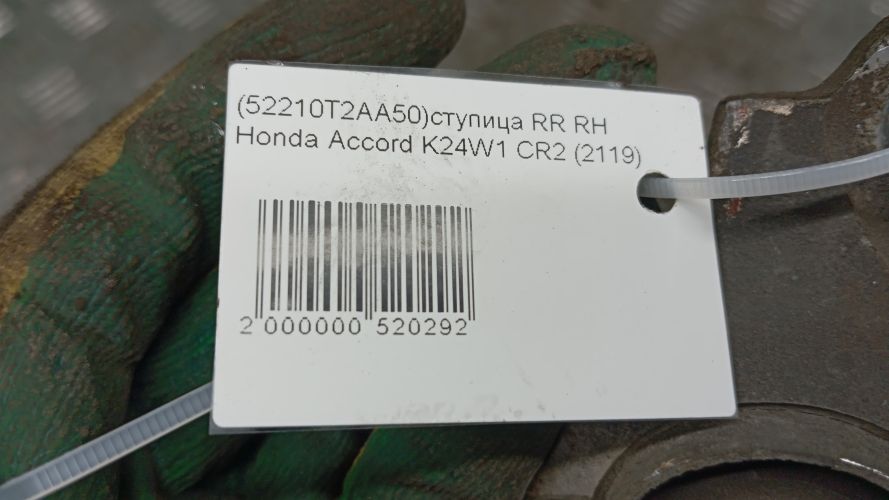 (52210T2AA50)ступица RR RH
Honda Accord K24W1 CR2 (2119)
2 000000 520292